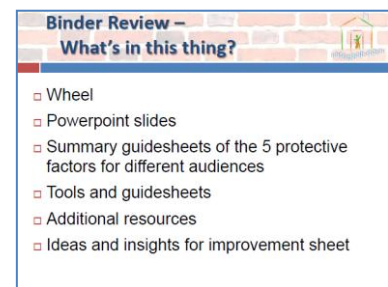 Binder Review –
What's in this thing?
Wheel
Powerpoint slides
Summary guidesheets of the 5 protective
factors for different audiences
Tools and guidesheets
Additional resources
Ideas and insights for improvement sheet